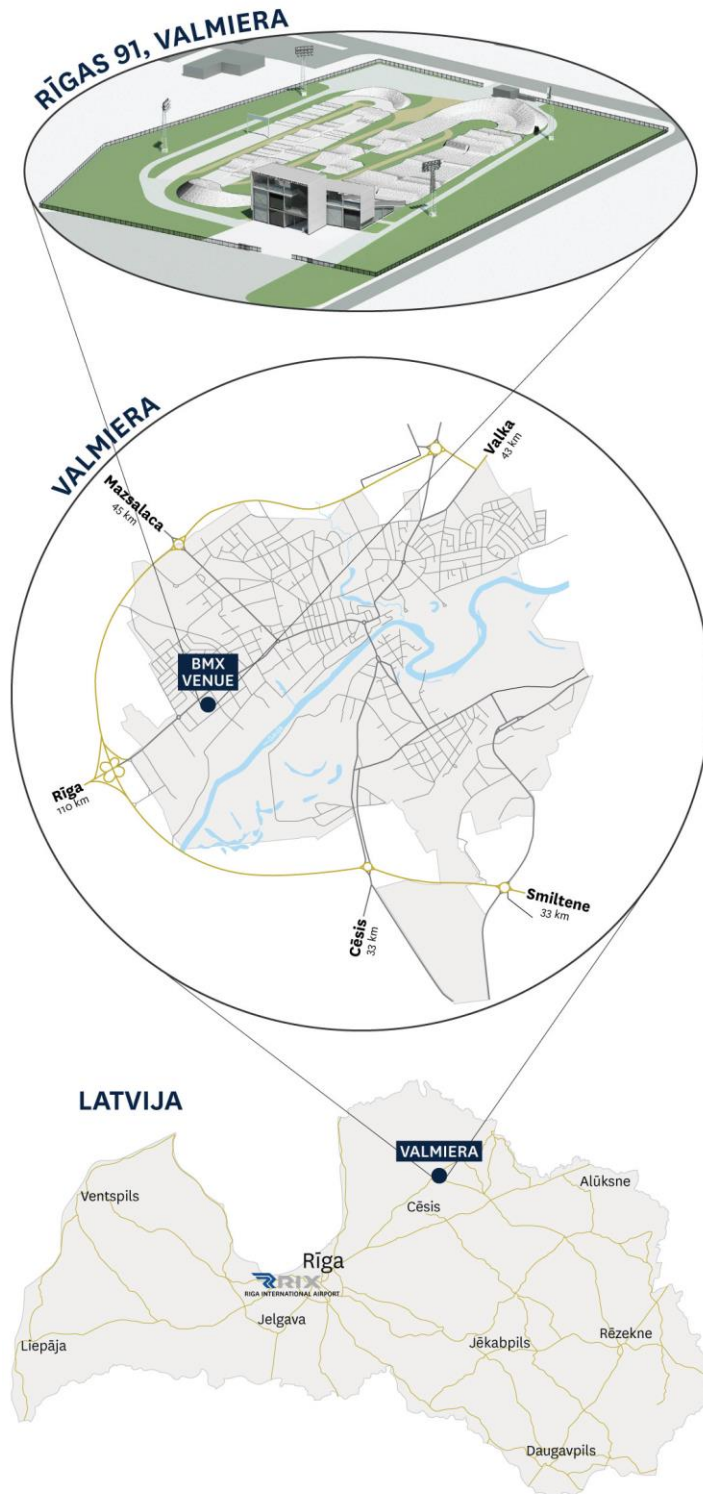 RĪGAS 91, VALMIERA
VALMIERA
Valka
43 km
Mazsalaca
45 km
BMX
VENUE
Rīga
110 km
Smiltene
33 km
Cēsis
33 km
LATVIJA
VALMIERA
Ventspils
Alūksne
Cēsis
Rīga
RIX
RIGA INTERNATIONAL AIRPORT
Jelgava
Liepāja
Jēkabpils
Rēzekne
Daugavpils